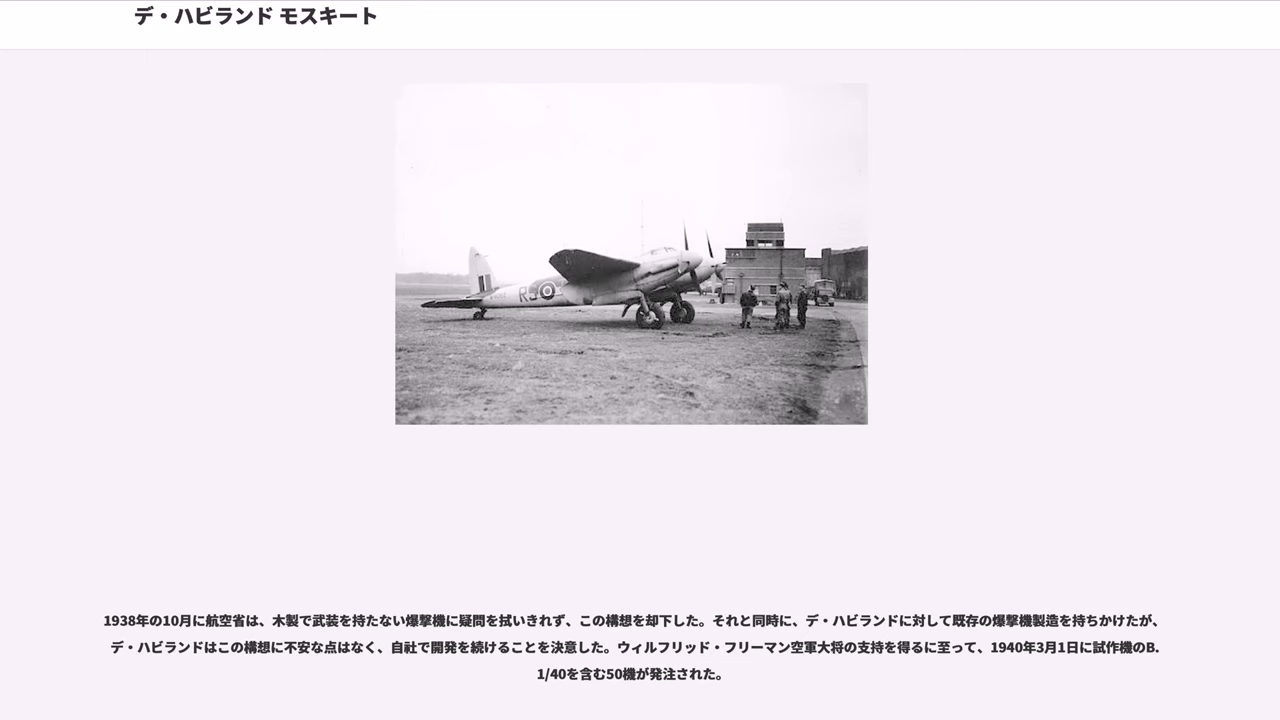 デ・ハビランド モスキート
1938年の10月に航空省は、木製で武装を持たない爆撃機に疑問を拭いきれず、この構想を却下した。それと同時に、デ・ハビランドに対して既存の爆撃機製造を持ちかけたが、
デ・ハビランドはこの構想に不安な点はなく、自社で開発を続けることを決意した。ウィルフリッド・フリーマン空軍大将の支持を得るに至って、1940年3月1日に試作機のB.
1/40を含む50機が発注された。